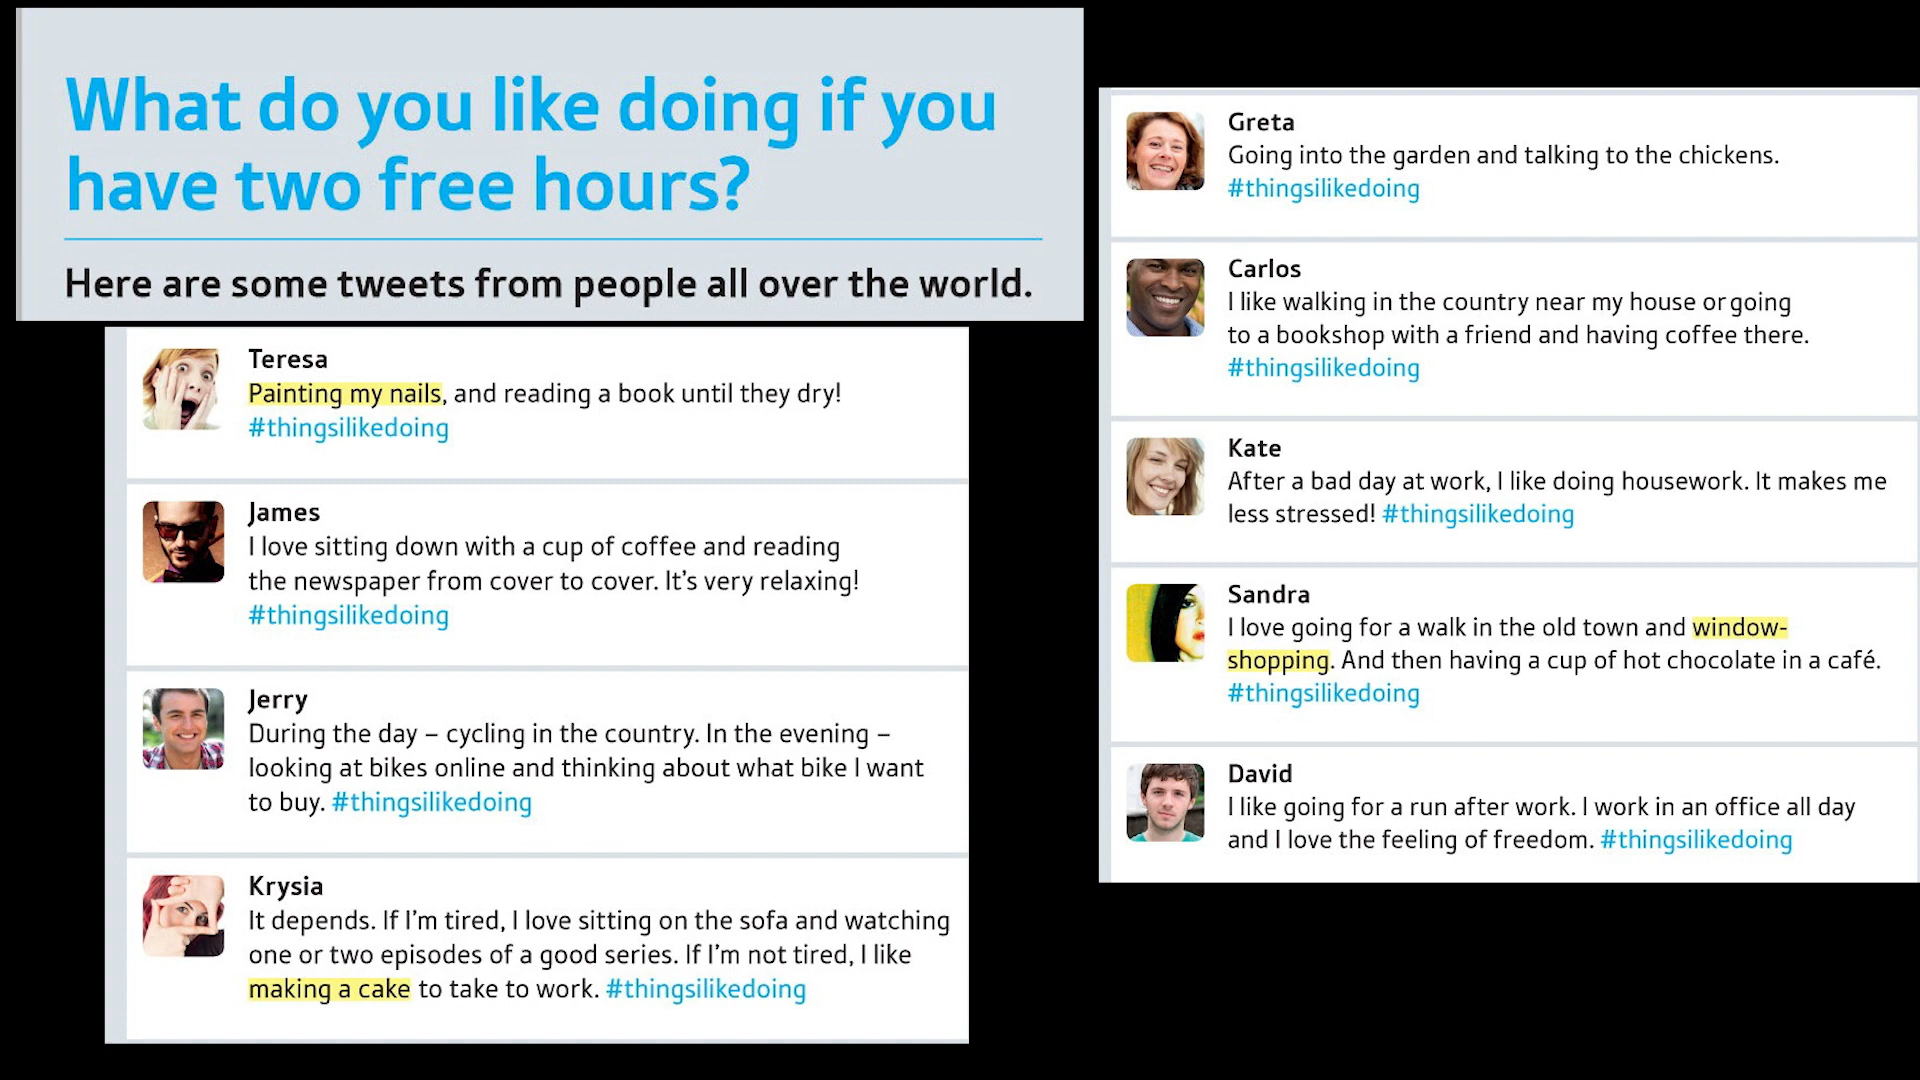 What do you like doing if you
have two free hours?
Here are some tweets from people all over the world.
Teresa
Painting my nails, and reading a book until they dry!
#thingsilikedoing
James
I love sitting down with a cup of coffee and reading
the newspaper from cover to cover. It's very relaxing!
#thingsilikedoing
Jerry
During the day – cycling in the country. In the evening –
looking at bikes online and thinking about what bike I want
to buy. #thingsilikedoing
Krysia
It depends. If I'm tired, I love sitting on the sofa and watching
one or two episodes of a good series. If I'm not tired, I like
making a cake to take to work. #thingsilikedoing
Greta
Going into the garden and talking to the chickens.
#thingsilikedoing
Carlos
I like walking in the country near my house or going
to a bookshop with a friend and having coffee there.
#thingsilikedoing
Kate
After a bad day at work, I like doing housework. It makes me
less stressed! #thingsilikedoing
Sandra
I love going for a walk in the old town and window-
shopping. And then having a cup of hot chocolate in a café.
#thingsilikedoing
David
I like going for a run after work. I work in an office all day
and I love the feeling of freedom. #thingsilikedoing